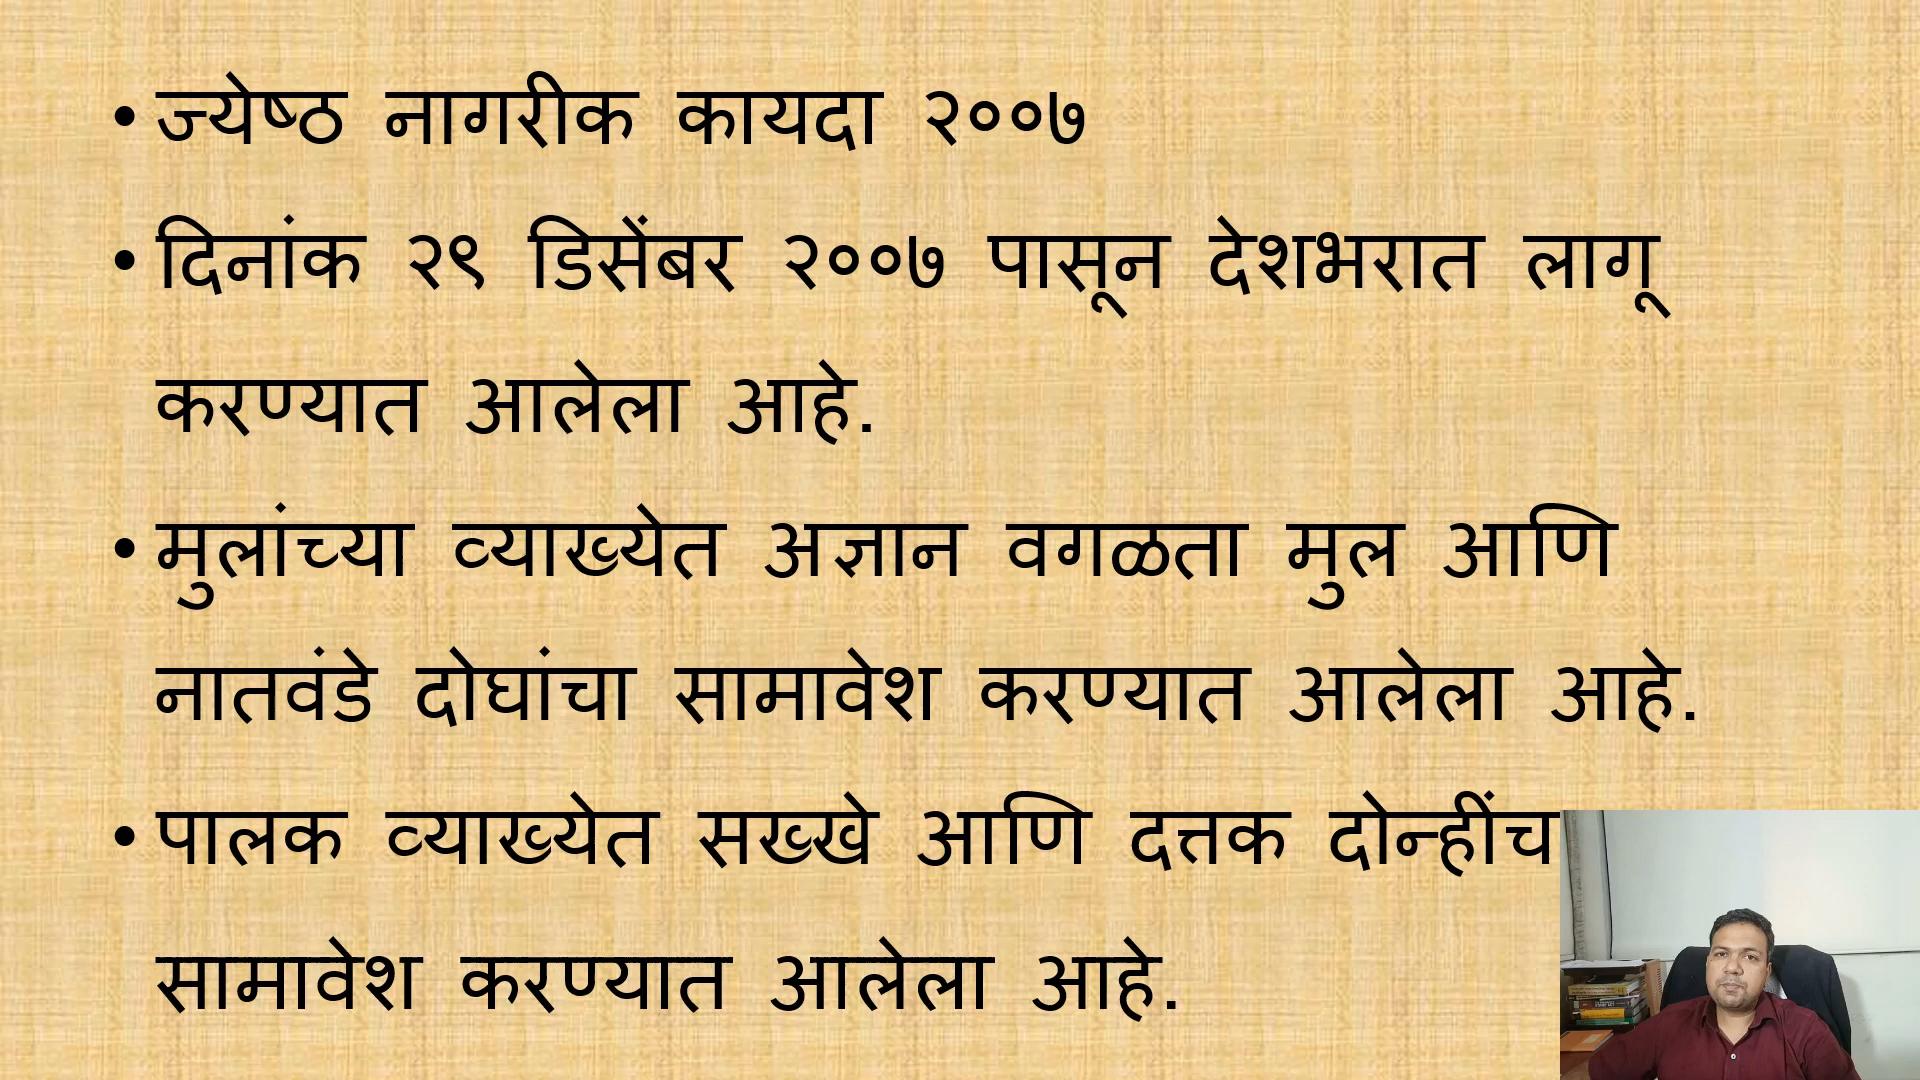 • ज्येष्ठ नागरीक कायदा २००७
• दिनांक २९ डिसेंबर २००७ पासून देशभरात लागू
करण्यात आलेला आहे.
• मुलांच्या व्याख्येत अज्ञान वगळता मुल आणि
नातवंडे दोघांचा सामावेश करण्यात आलेला आहे.
• पालक व्याख्येत सख्खे आणि दत्तक
सामावेश करण्यात आलेला आहे.